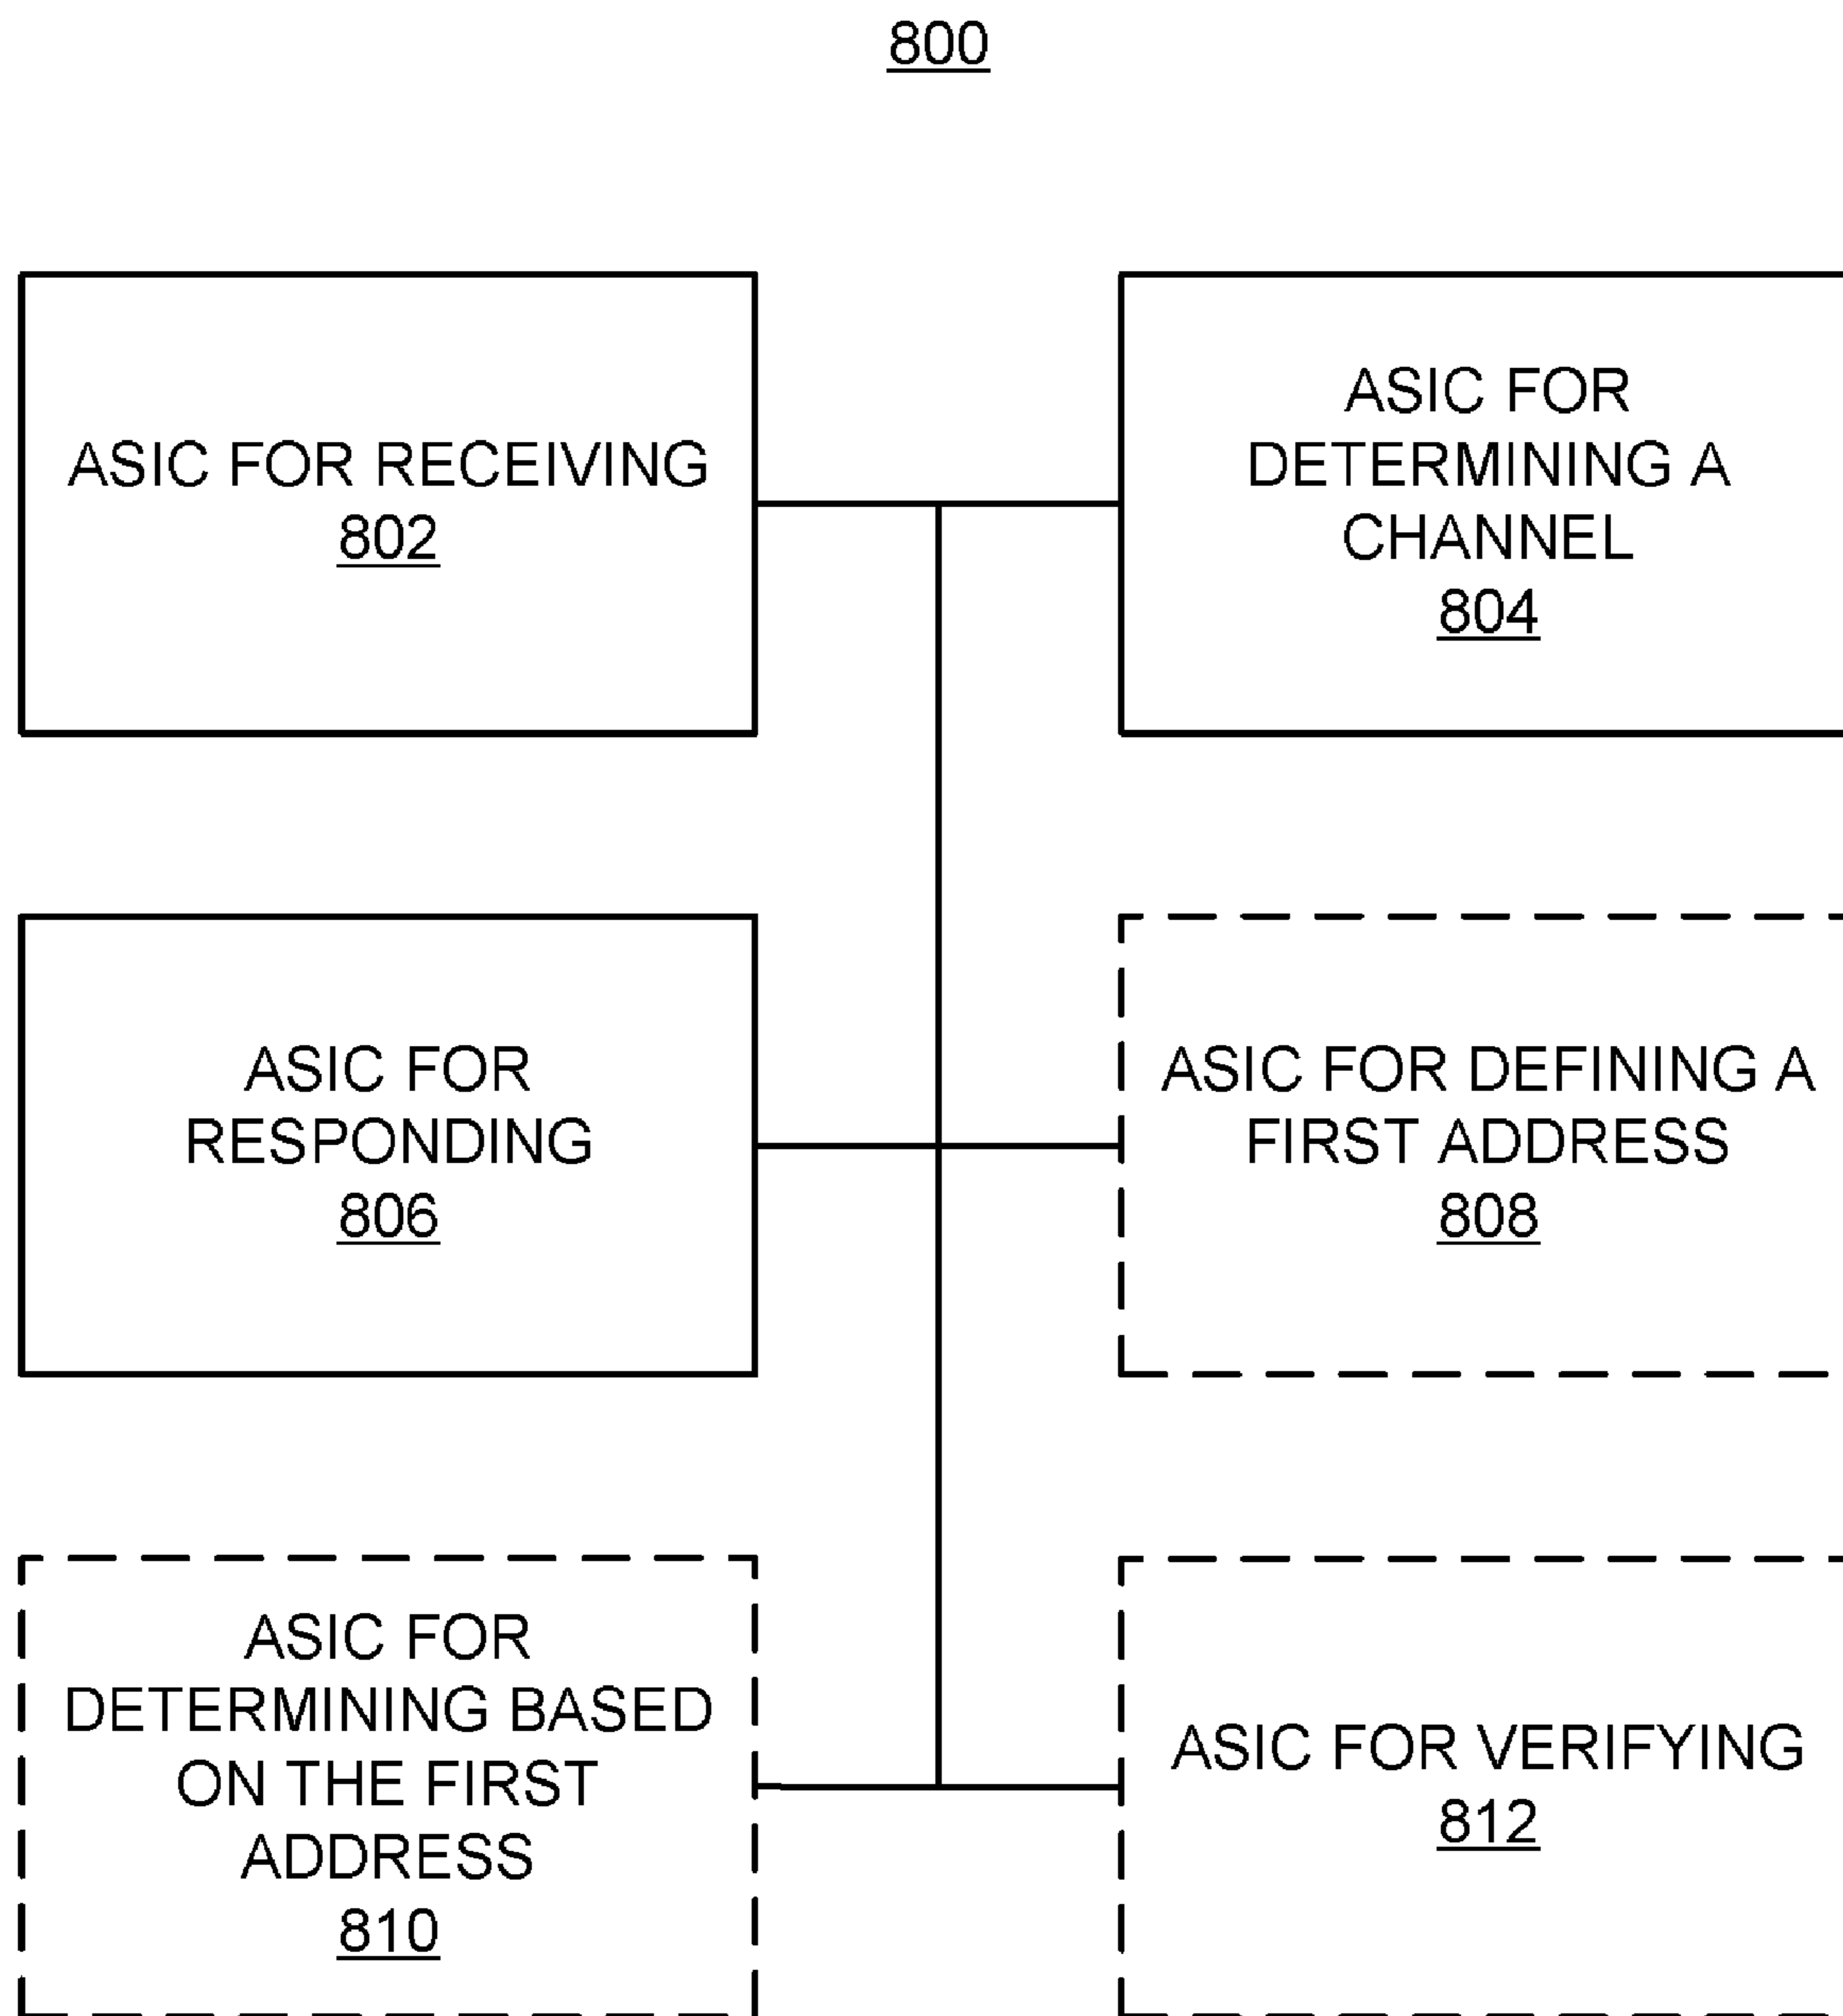 800
ASIC FOR RECEIVING
802
ASIC FOR
DETERMINING A
CHANNEL
804
ASIC FOR
RESPONDING
806
ASIC FOR DEFINING A
FIRST ADDRESS
808
ASIC FOR
DETERMINING BASED
ON THE FIRST
ADDRESS
810
ASIC FOR VERIFYING
812